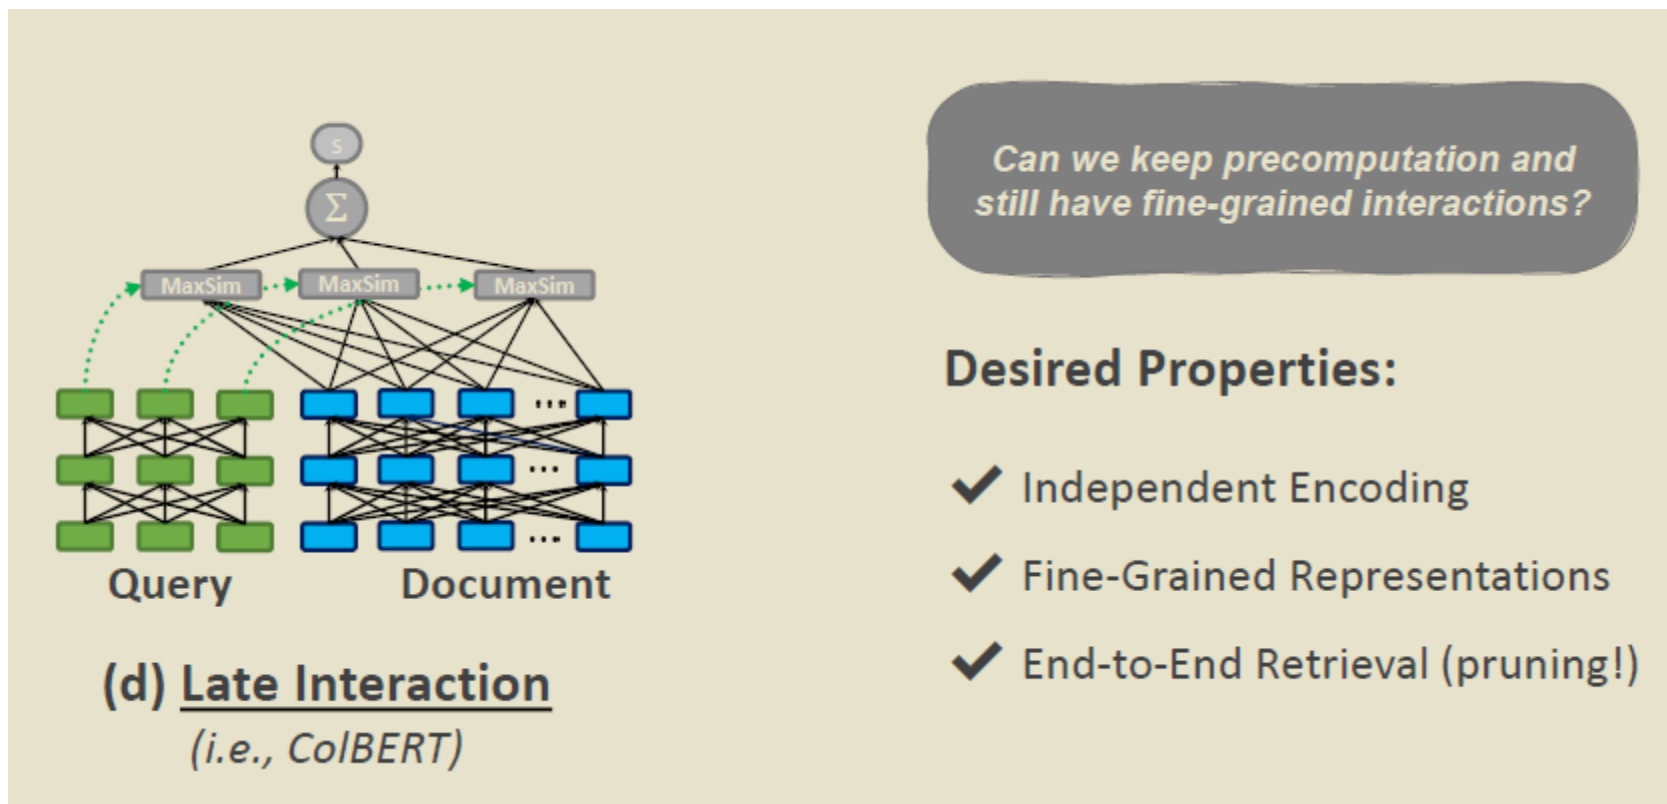 s
Σ
MaxSim
MaxSim
MaxSim
...
...
...
Query
Document
(d) Late Interaction
(i.e., ColBERT)
Can we keep precomputation and
still have fine-grained interactions?
Desired Properties:
✔ Independent Encoding
✔ Fine-Grained Representations
✔ End-to-End Retrieval (pruning!)